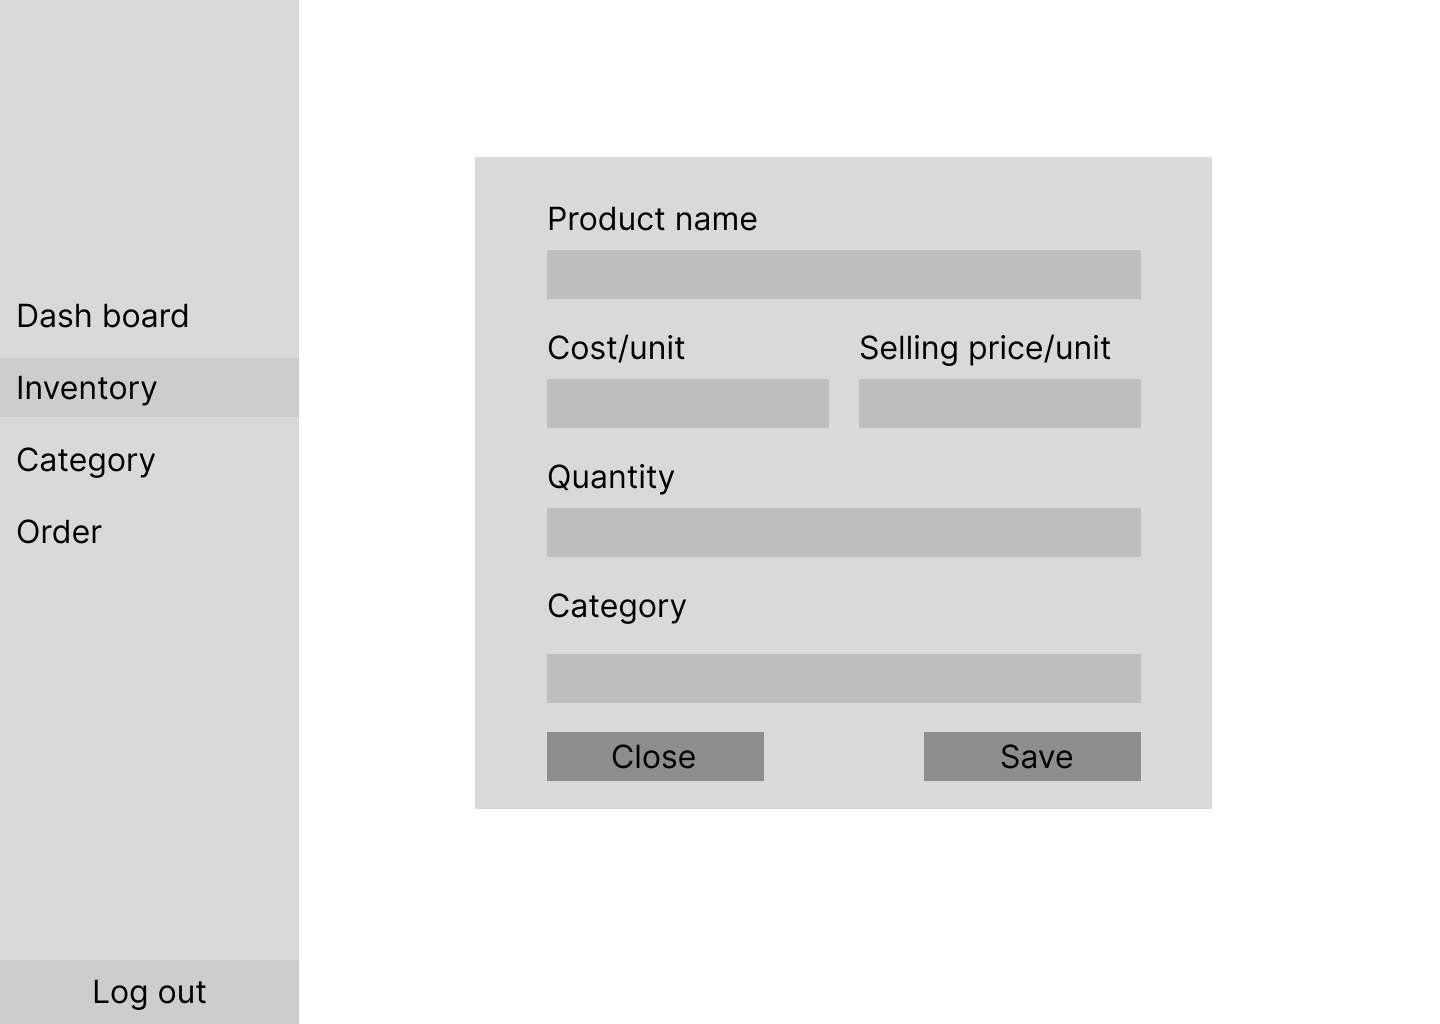 Dash board
Inventory
Category
Order
Log out
Product name
Cost/unit
Selling price/unit
Quantity
Category
Close
Save